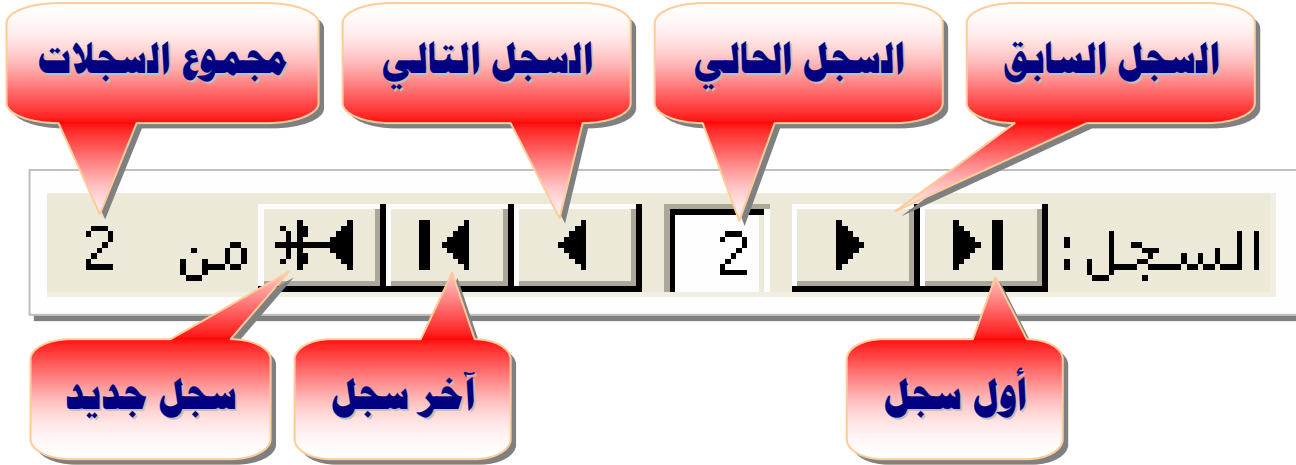 السجل السابق
السجل الحالي
السجل التالي
مجموع السجلات
السجل:
2
من 2
أول سجل
آخر سجل
سجل جديد